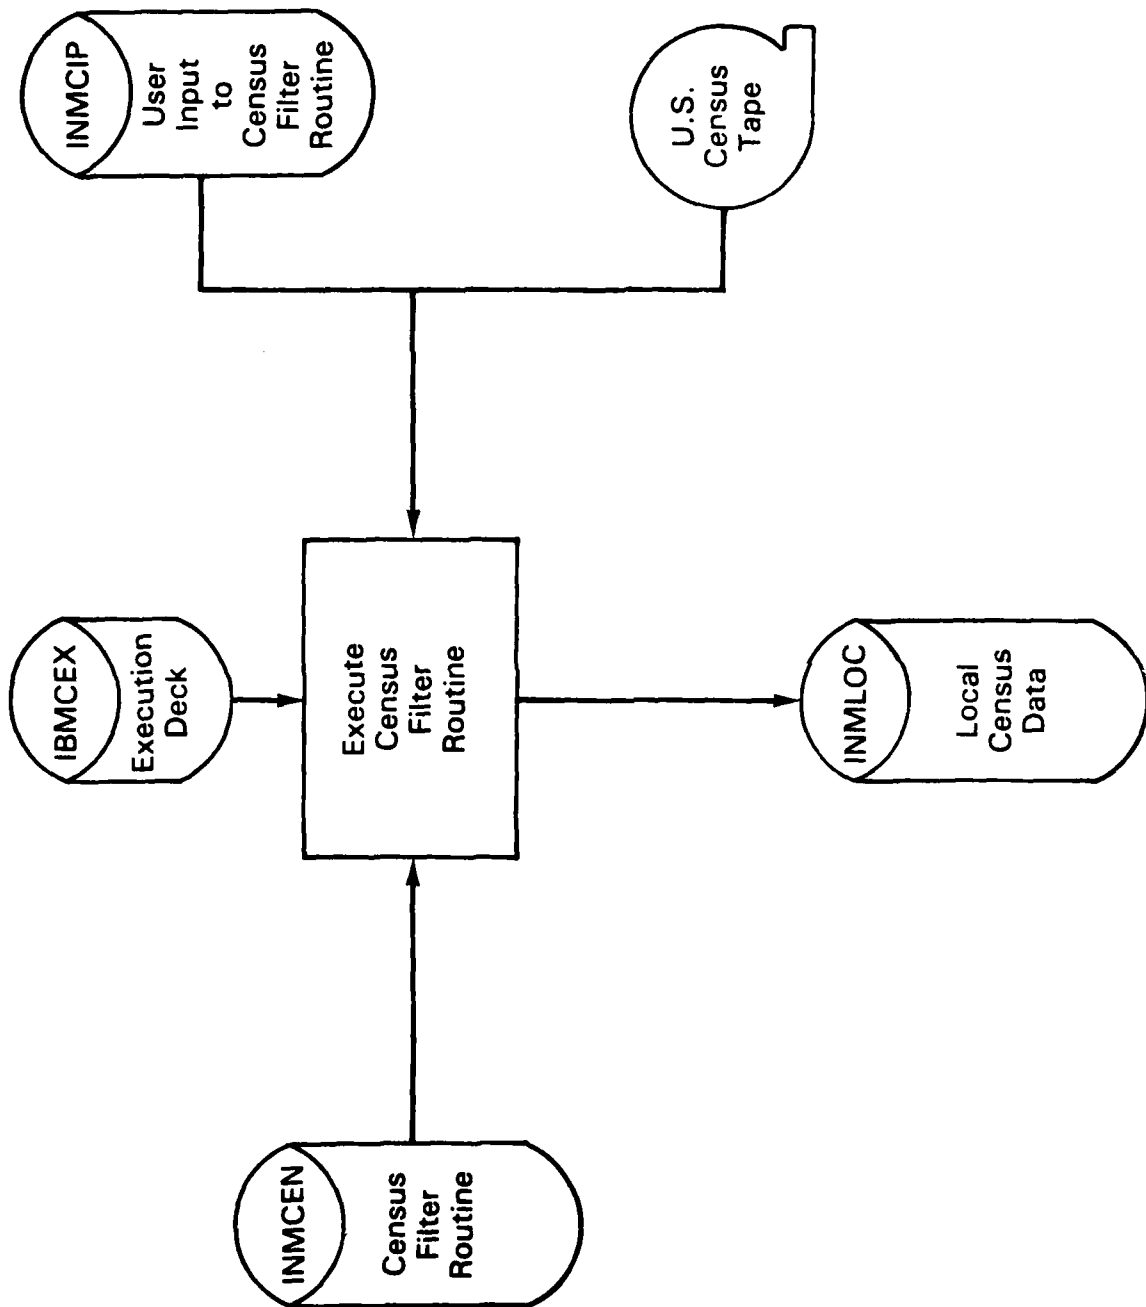 INMCIP
User
Input
to
Census
Filter
Routine
U.S.
Census
Tape
IBMCEX
Execution
Deck
Execute
Census
Filter
Routine
INMLOC
Local
Census
Data
INMCEN
Census
Filter
Routine